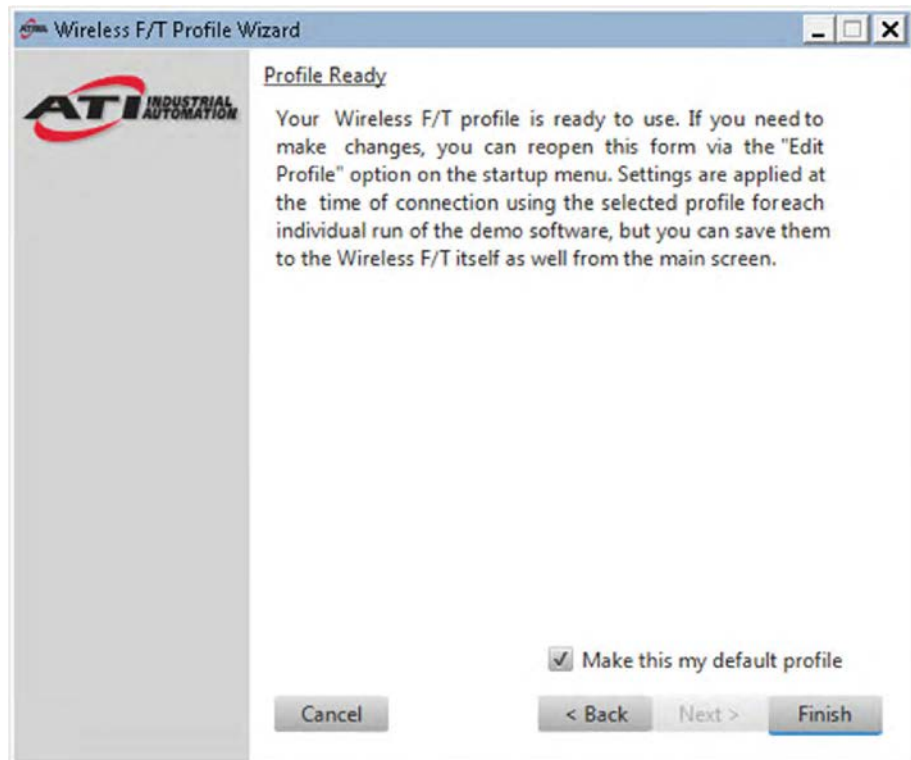 Wireless F/T Profile Wizard
ATI INDUSTRIAL
AUTOMATION
Profile Ready
Your Wireless F/T profile is ready to use. If you need to
make changes, you can reopen this form via the "Edit
Profile" option on the startup menu. Settings are applied at
the time of connection using the selected profile foreach
individual run of the demo software, but you can save them
to the Wireless F/T itself as well from the main screen.
Make this my default profile
Cancel
< Back
Next >
Finish